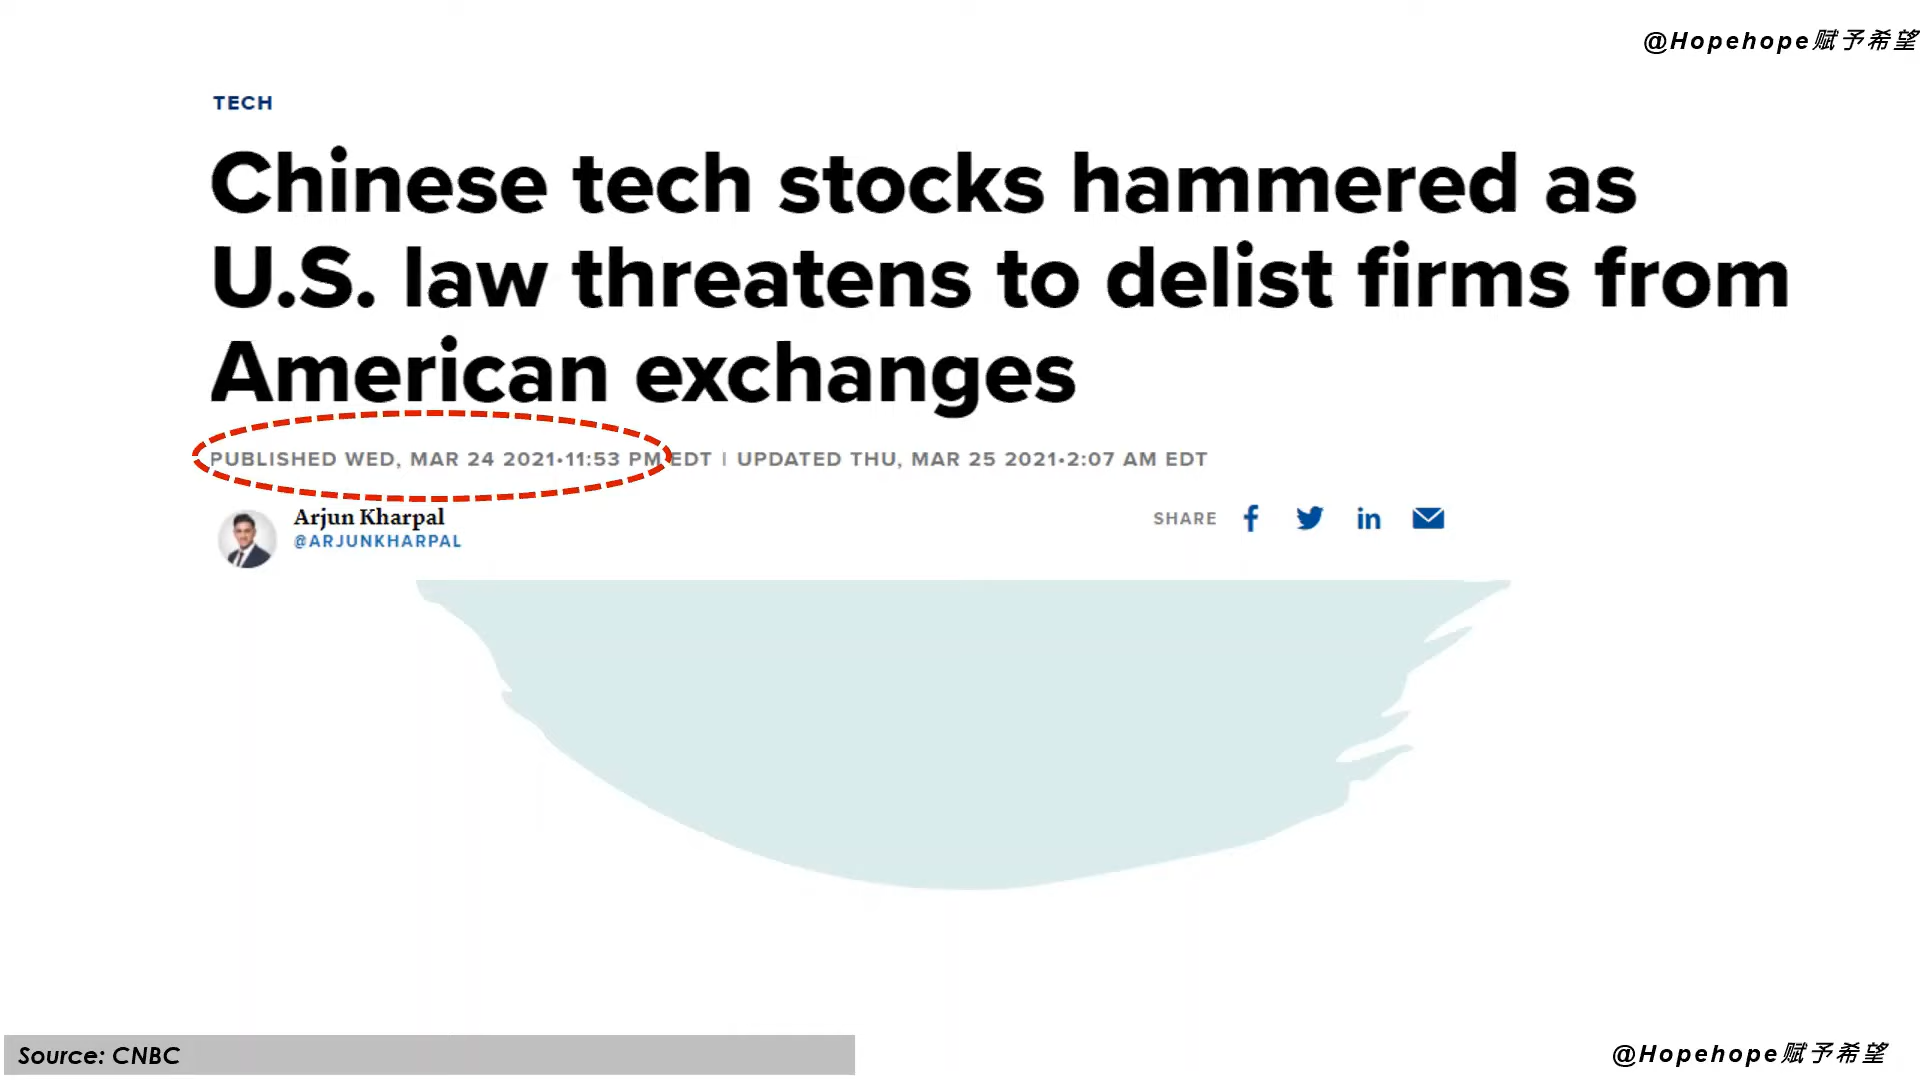 @Hopehope赋予希望
TECH
Chinese tech stocks hammered as
U.S. law threatens to delist firms from
American exchanges
PUBLISHED WED, MAR 24 2021•11:53 PM EDT | UPDATED THU, MAR 25 2021•2:07 AM EDT
Arjun Kharpal
@ARJUNKHARPAL
SHARE
Source: CNBC
@Hopehope赋予希望